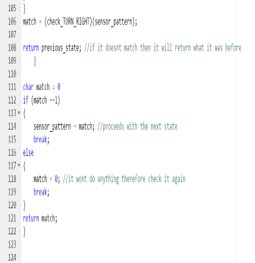 105 }
106 match = (check_TURN_RIGHT)(sensor_pattern);
107
108 return previous_state; //if it doesnt match then it will return what it was before
109 }
110
111 char match = 0
112 if (match ==1)
113 {
114 sensor_pattern = match; //proceeds with the next state
115 break;
116 else
117 {
118 match = 0; //it wont do anything therefore check it again
119 break;
120 }
121 return match;
122 }
123
124